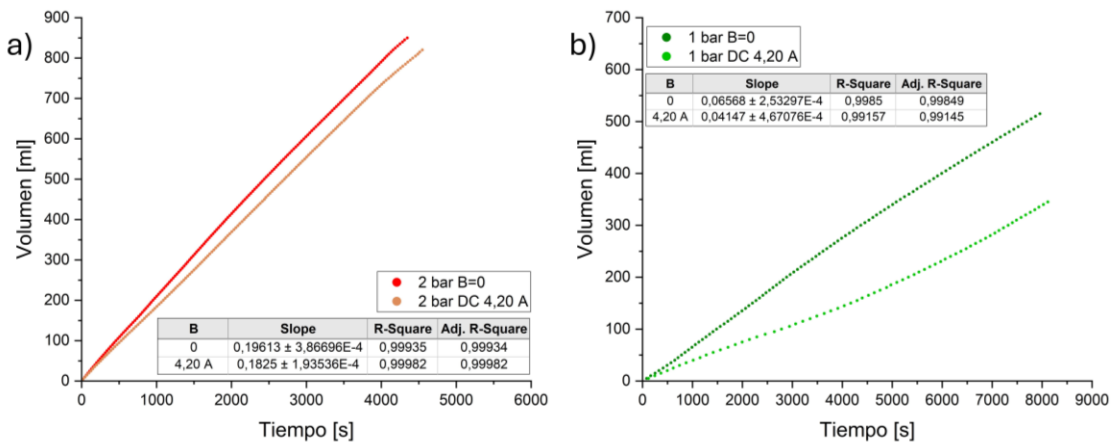 a)
900
800
700
600
500
400
300
200
100
0
Volumen [ml]
2 bar B=0
2 bar DC 4,20 A
B Slope R-Square Adj. R-Square
0 0,19613 ± 3,86696E-4 0,99935 0,99934
4,20 A 0,1825 ± 1,93536E-4 0,99982 0,99982
0 1000 2000 3000 4000 5000 6000
Tiempo [s]
b)
700
600
500
400
300
200
100
0
Volumen [ml]
1 bar B=0
1 bar DC 4,20 A
B Slope R-Square Adj. R-Square
0 0,06568 ± 2,53297E-4 0,9985 0,99849
4,20 A 0,04147 ± 4,67076E-4 0,99157 0,99145
0 1000 2000 3000 4000 5000 6000 7000 8000 9000
Tiempo [s]